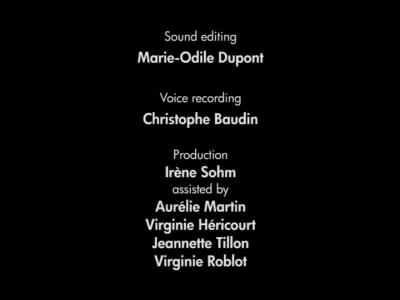 Sound editing
Marie-Odile Dupont
Voice recording
Christophe Baudin
Production
Irène Sohm
assisted by
Aurélie Martin
Virginie Héricourt
Jeannette Tillon
Virginie Roblot